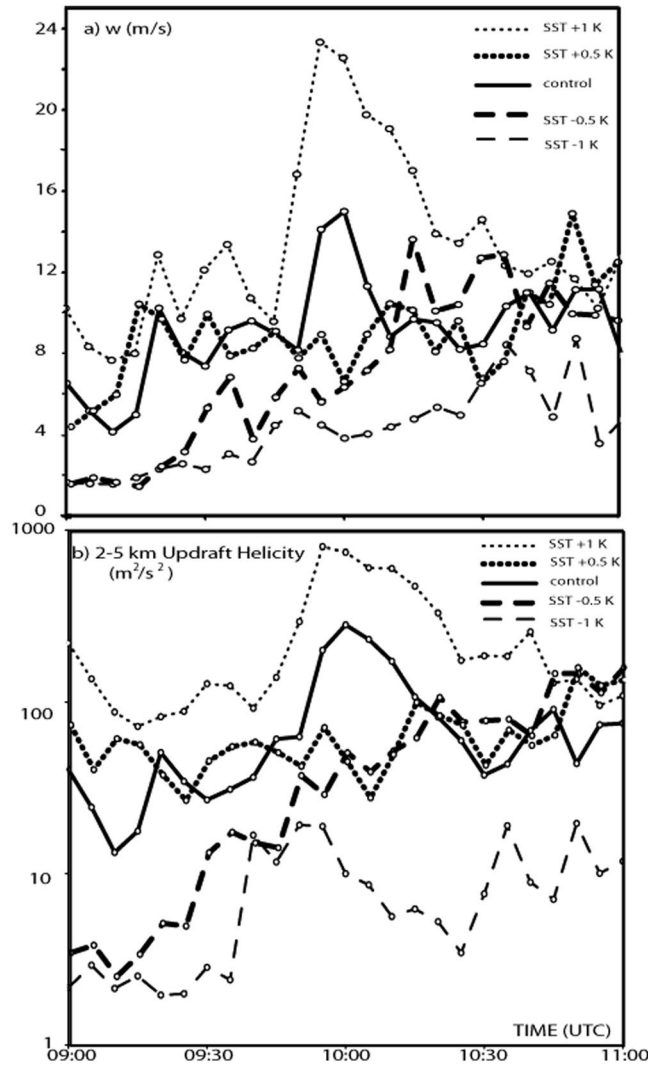 24
a) w (m/s)
SST +1 K
SST +0.5 K
control
SST -0.5 K
SST -1 K
20
16
12
8
4
0
1000
b) 2-5 km Updraft Helicity
(m²/s²)
SST +1 K
SST +0.5 K
control
SST -0.5 K
SST -1 K
100
10
1
TIME (UTC)
09:00 09:30 10:00 10:30 11:00